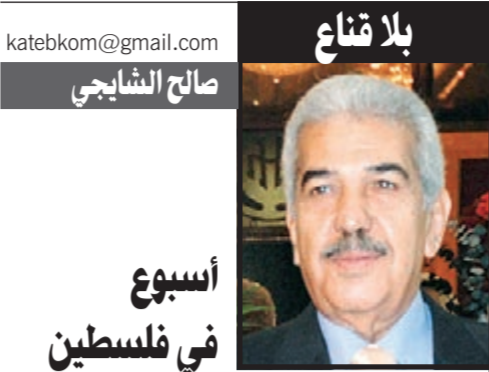 بلا قناع
katebkom@gmail.com
صالح الشايجي
أسبوع
في فلسطين